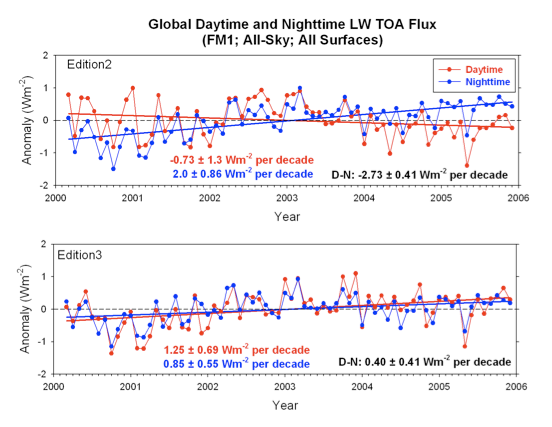 Global Daytime and Nighttime LW TOA Flux
(FM1; All-Sky; All Surfaces)
Edition2
Daytime
Nighttime
Anomaly (Wm-2)
2
1
0
-1
-2
-0.73 ± 1.3 Wm-2 per decade
2.0 ± 0.86 Wm-2 per decade
D-N: -2.73 ± 0.41 Wm-2 per decade
2000 2001 2002 2003 2004 2005 2006
Year
Edition3
Anomaly (Wm-2)
2
1
0
-1
-2
1.25 ± 0.69 Wm-2 per decade
0.85 ± 0.55 Wm-2 per decade
D-N: 0.40 ± 0.41 Wm-2 per decade
2000 2001 2002 2003 2004 2005 2006
Year